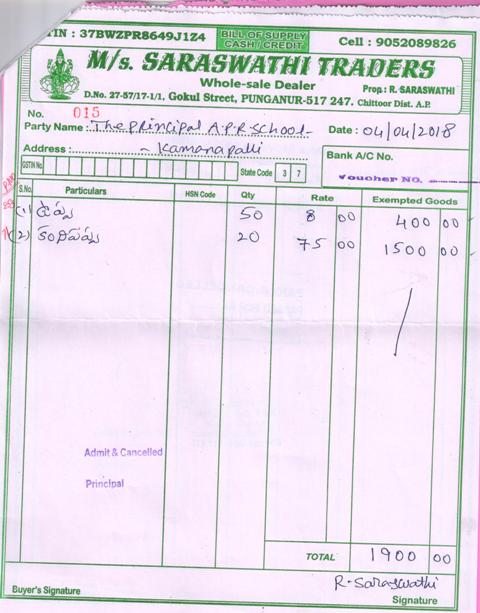 TIN : 37BWZPR8649J1Z4
BILL OF SUPPLY
CASH / CREDIT
Cell : 9052089826
M/s. SARASWATHI TRADERS
Whole-sale Dealer
Prop : R. SARASWATHI
D.No. 27-57/17-1/1, Gokul Street, PUNGANUR-517 247. Chittoor Dist. A.P.
No. 015
Party Name : The principal A.P.R School
Date : 04/04/2018
Address : Kamanapalli
Bank A/C No.
GSTIN No.
State Code 3 7
Voucher NO.
S.No. Particulars HSN Code Qty Rate Exempted Goods
(1) ఉప్పు 50 8 00 400 00
(2) కందిపప్పు 20 75 00 1500 00
Admit & Cancelled
Principal
TOTAL 1900 00
R. Saraswathi
Buyer's Signature Signature